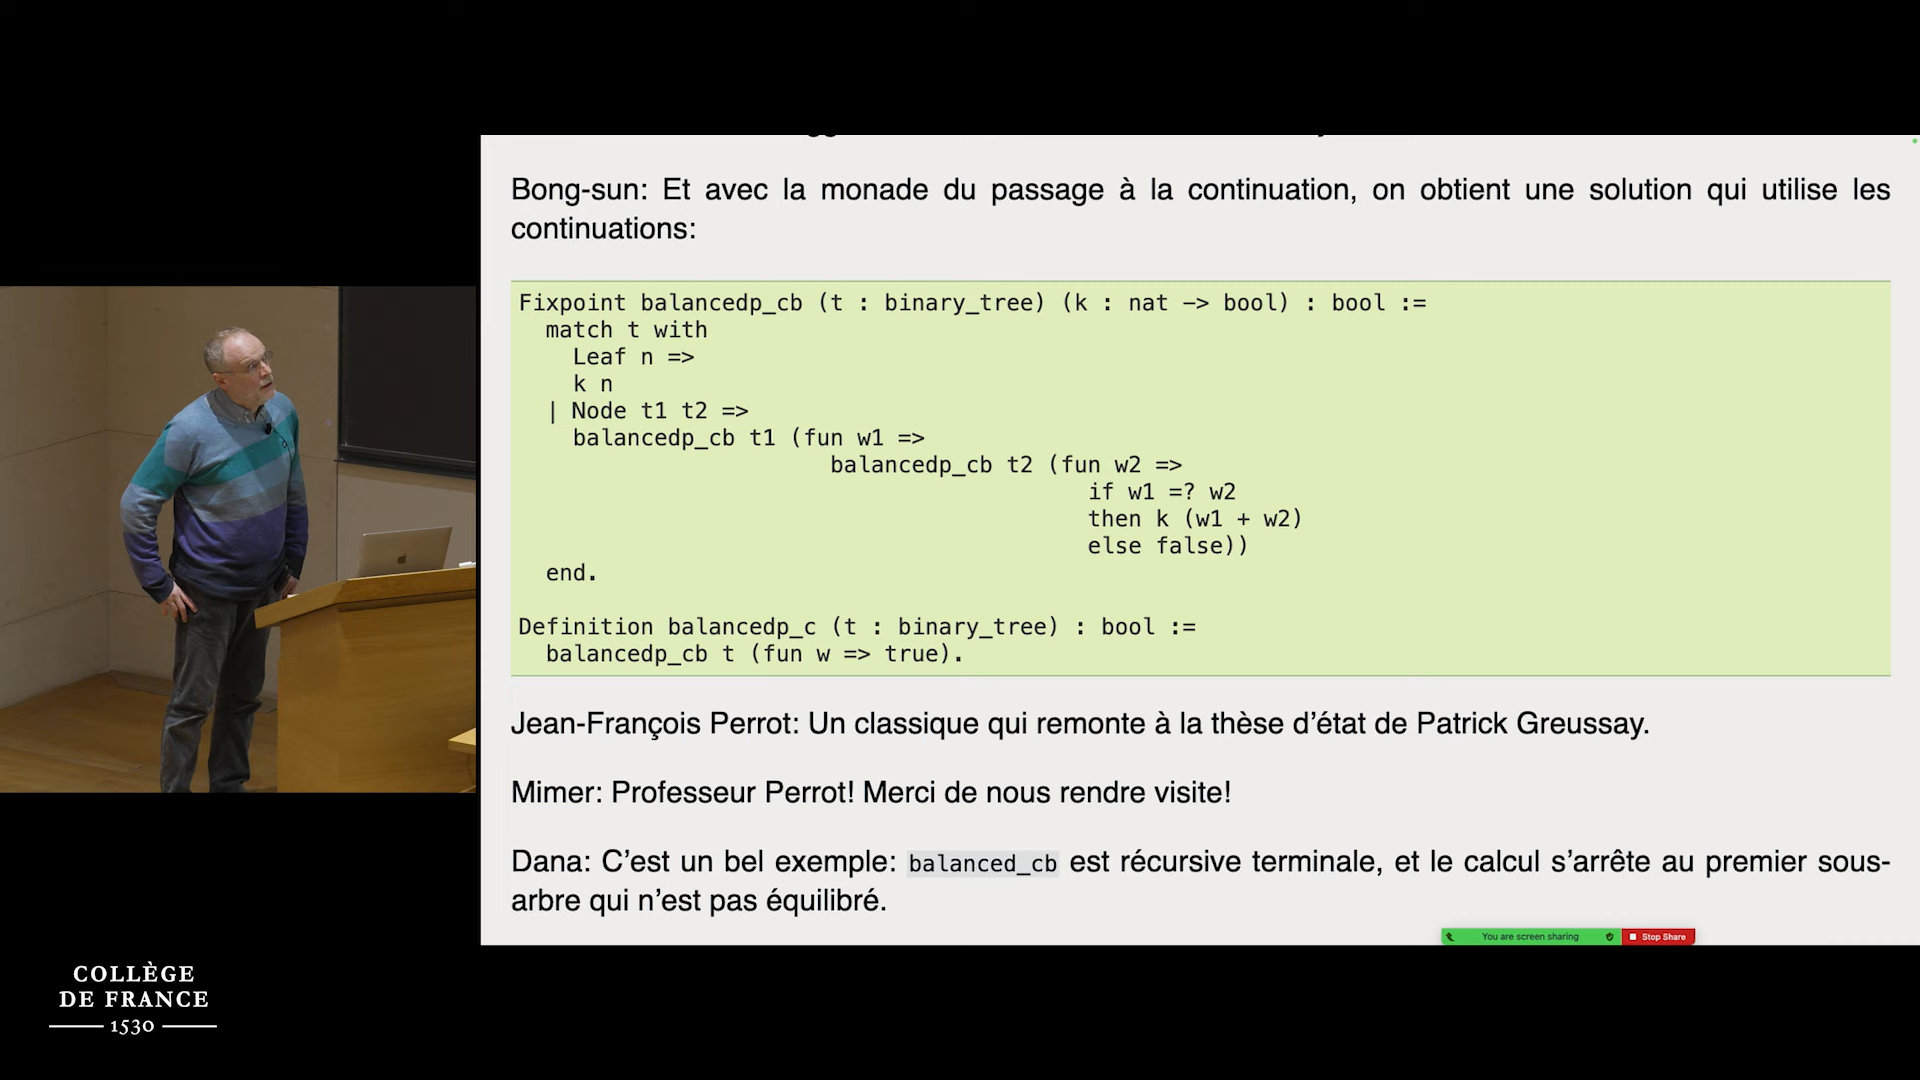 Bong-sun: Et avec la monade du passage à la continuation, on obtient une solution qui utilise les
continuations:
Fixpoint balancedp_cb (t : binary_tree) (k : nat -> bool) : bool :=
match t with
Leaf n =>
k n
| Node t1 t2 =>
balancedp_cb t1 (fun w1 =>
balancedp_cb t2 (fun w2 =>
if w1 =? w2
then k (w1 + w2)
else false))
end.
Definition balancedp_c (t : binary_tree) : bool :=
balancedp_cb t (fun w => true).
Jean-François Perrot: Un classique qui remonte à la thèse d’état de Patrick Greussay.
Mimer: Professeur Perrot! Merci de nous rendre visite!
Dana: C’est un bel exemple: balanced_cb est récursive terminale, et le calcul s’arrête au premier sous-
arbre qui n’est pas équilibré.
You are screen sharing Stop Share
COLLÈGE
DE FRANCE
1530